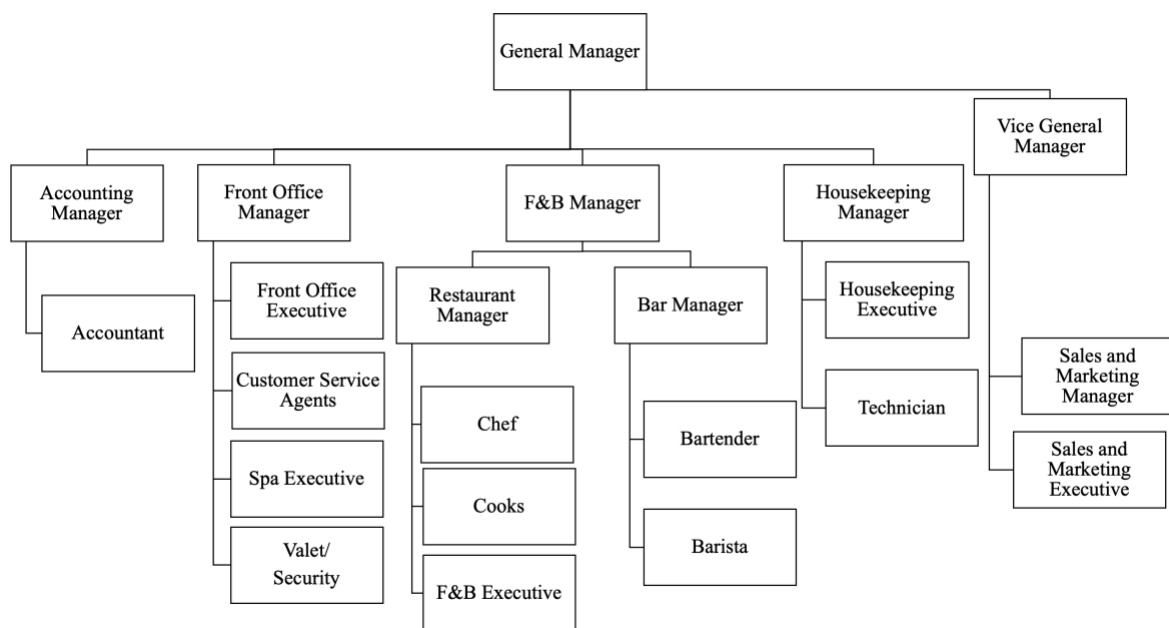 General Manager
Vice General
Manager
Accounting
Manager
Front Office
Manager
F&B Manager
Housekeeping
Manager
Accountant
Front Office
Executive
Customer Service
Agents
Spa Executive
Valet/
Security
Restaurant
Manager
Chef
Cooks
F&B Executive
Bar Manager
Bartender
Barista
Housekeeping
Executive
Technician
Sales and
Marketing
Manager
Sales and
Marketing
Executive